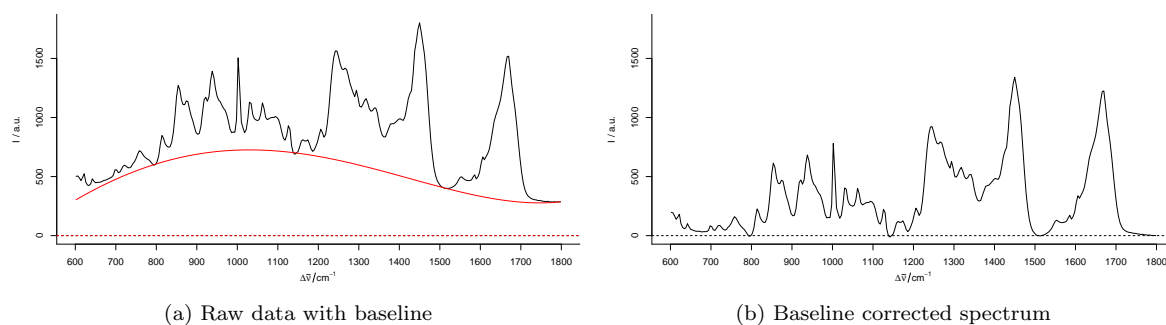 I / a.u.
0 500 1000 1500
600 700 800 900 1000 1100 1200 1300 1400 1500 1600 1700 1800
Δν̃/cm⁻¹
(a) Raw data with baseline
I / a.u.
0 500 1000 1500
600 700 800 900 1000 1100 1200 1300 1400 1500 1600 1700 1800
Δν̃/cm⁻¹
(b) Baseline corrected spectrum